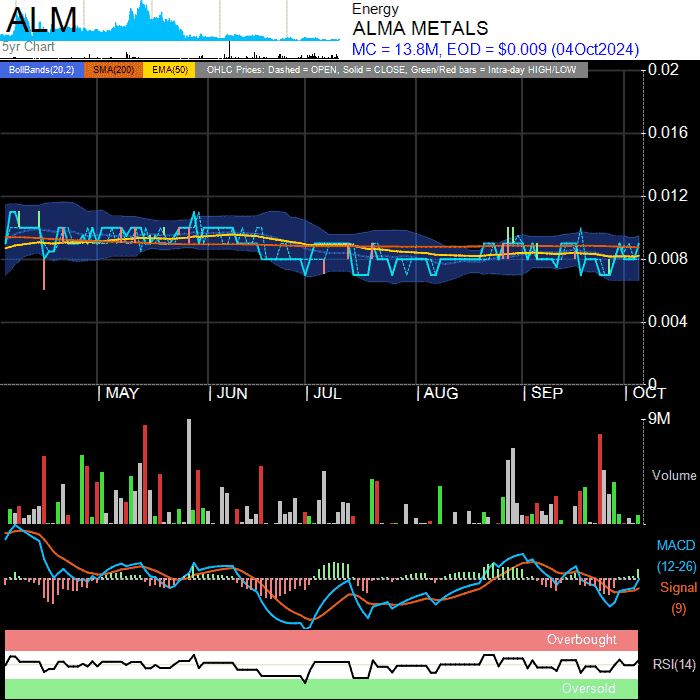 ALM
5yr Chart
Energy
ALMA METALS
MC = 13.8M, EOD = $0.009 (04Oct2024)
BollBands(20,2) SMA(200) EMA(50) OHLC Prices: Dashed = OPEN, Solid = CLOSE, Green/Red bars = Intra-day HIGH/LOW
0.02
0.016
0.012
0.008
0.004
0
MAY JUN JUL AUG SEP OCT
9M
Volume
MACD
(12-26)
Signal
(9)
Overbought
RSI(14)
Oversold